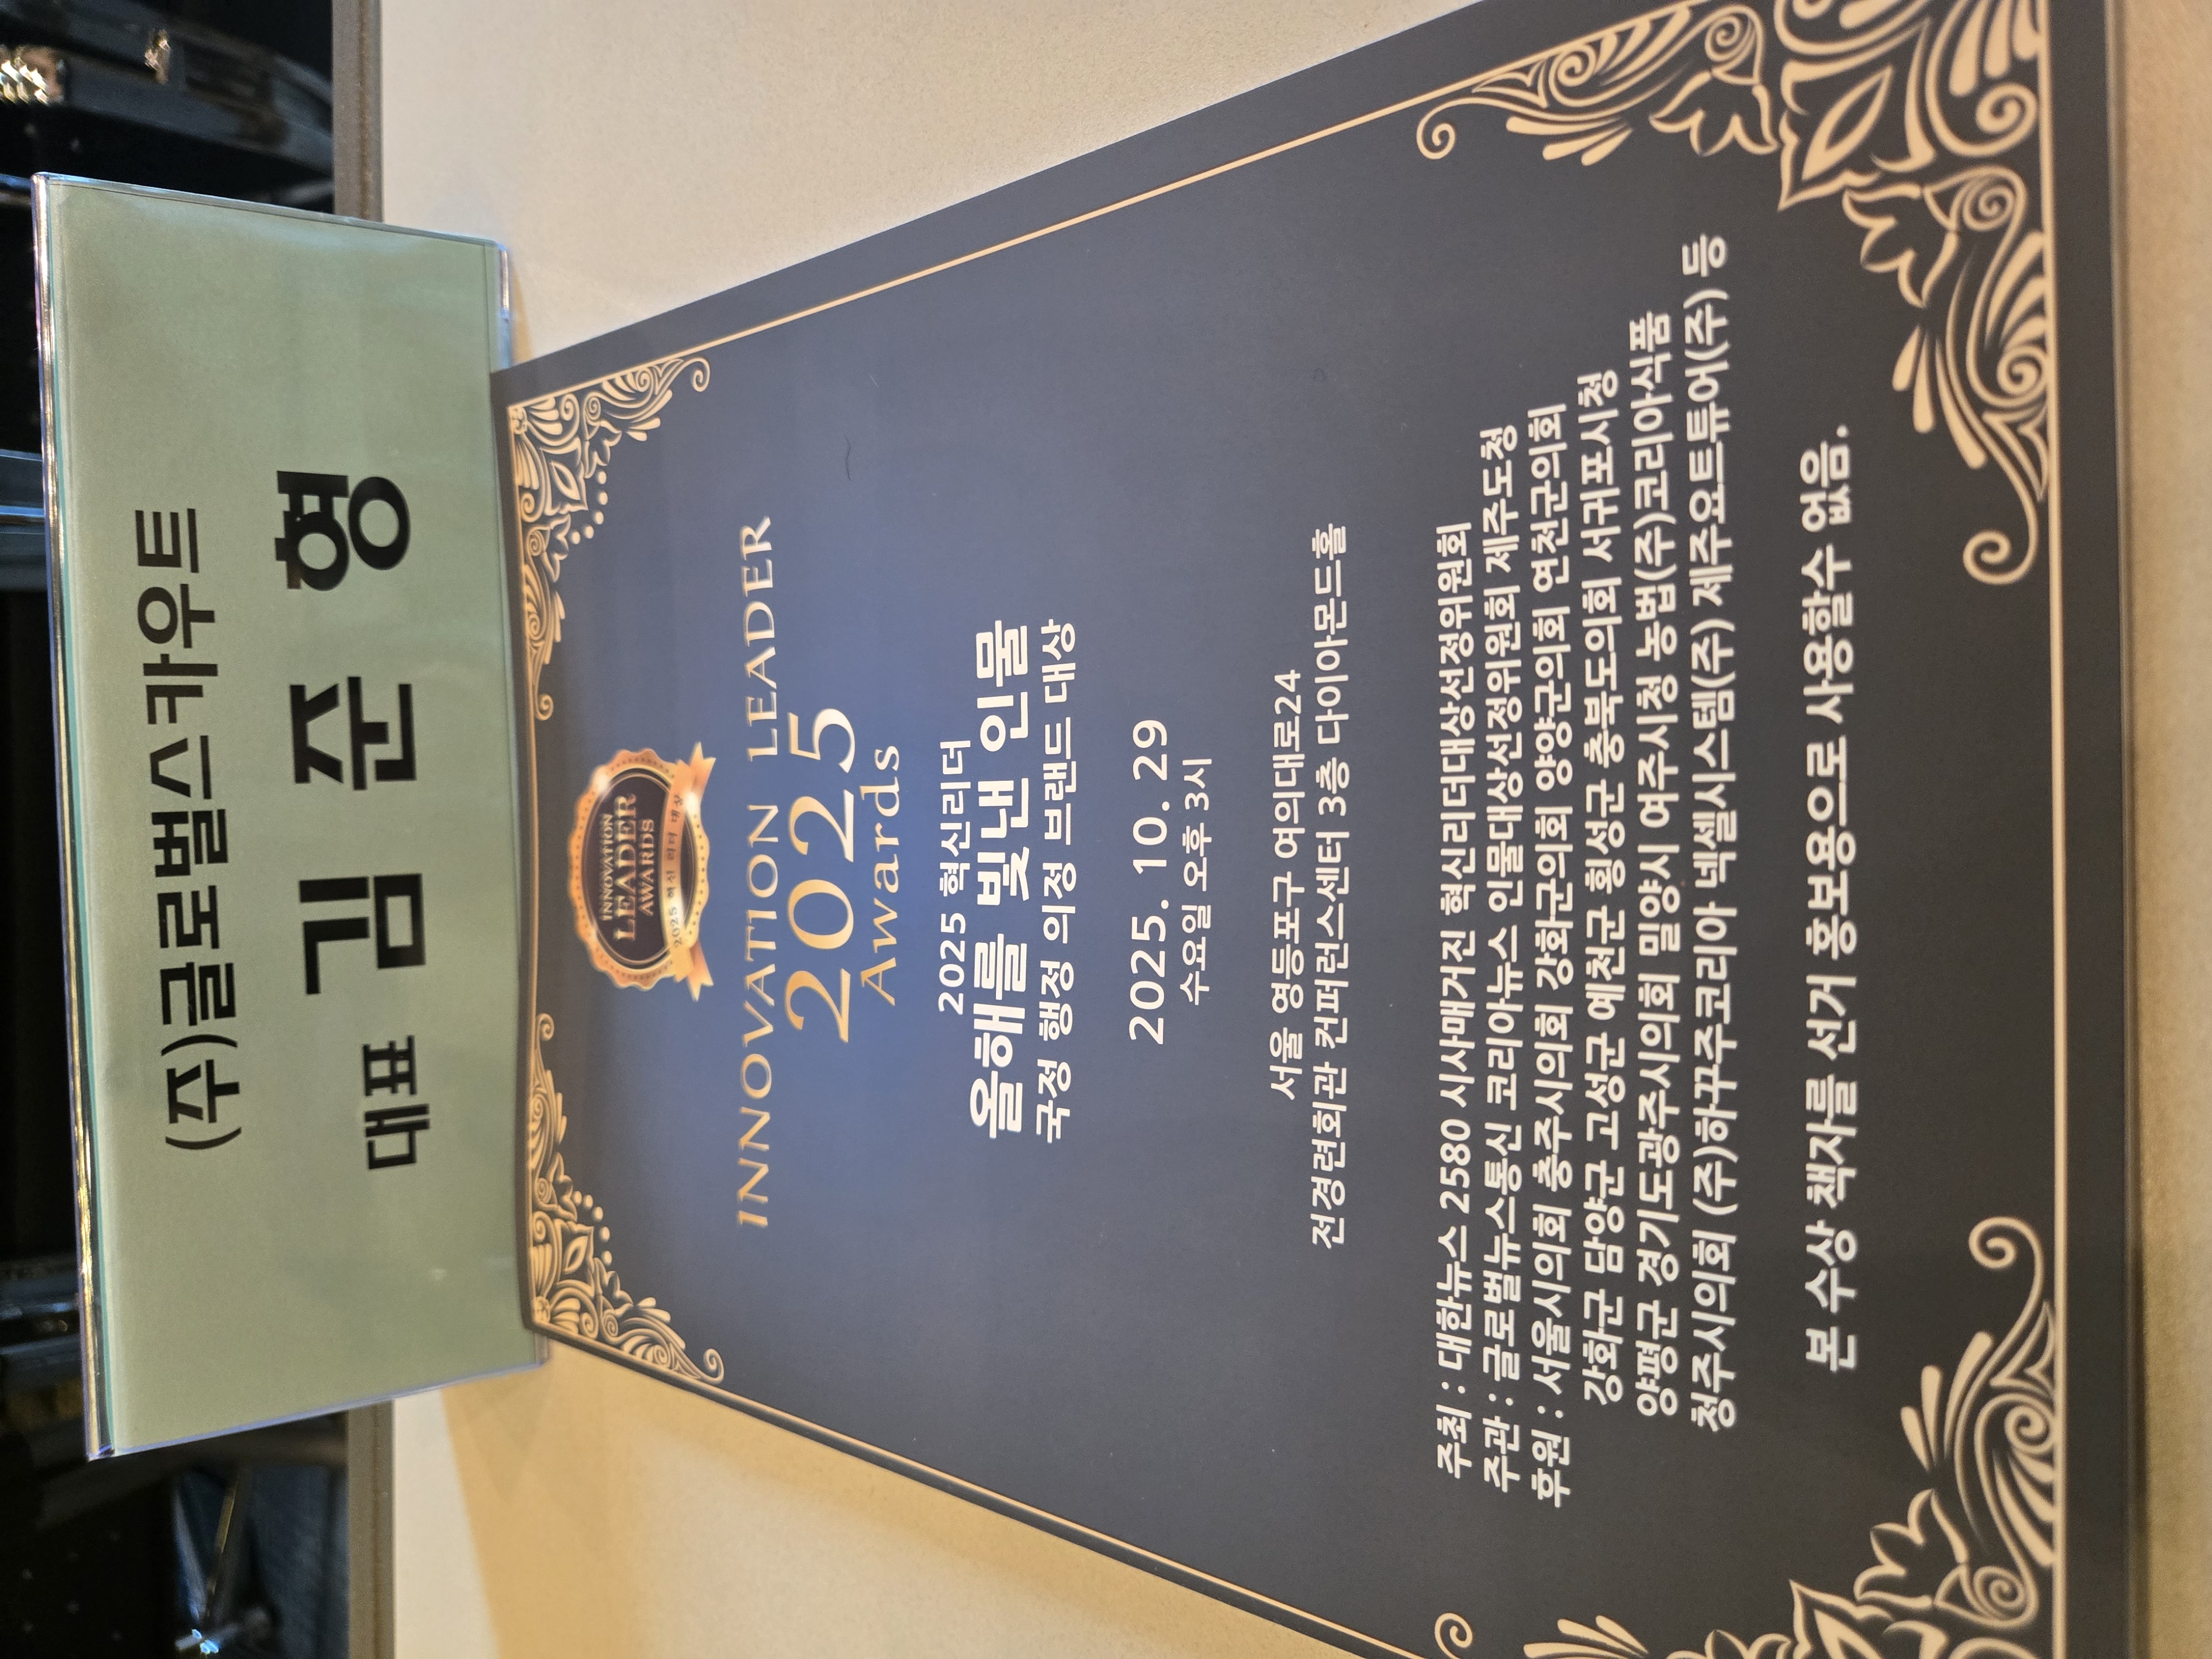 (주)글로벌스카우트
대표 김 준 형
INNOVATION
LEADER
AWARDS
2025 혁신 리더 대상
INNOVATION LEADER
2025
Awards
2025 혁신리더
올해를 빛낸 인물
국정 행정 의정 브랜드 대상
2025. 10. 29
수요일 오후 3시
서울 영등포구 여의대로24
전경련회관 컨퍼런스센터 3층 다이아몬드홀
주최 : 대한뉴스 2580 시사매거진 혁신리더대상선정위원회
주관 : 글로벌뉴스통신 코리아뉴스 인물대상선정위원회 제주도청
후원 : 서울시의회 충주시의회 강화군의회 양양군의회 연천군의회
강화군 담양군 고성군 예천군 횡성군 충북도의회 서귀포시청
양평군 경기도광주시의회 밀양시 여주시청 농법(주)코리아식품
청주시의회 (주)하꾸주코리아 넥셀시스템(주) 제주요트튜어(주) 등
본 수상 책자를 선거 홍보용으로 사용할수 없음.